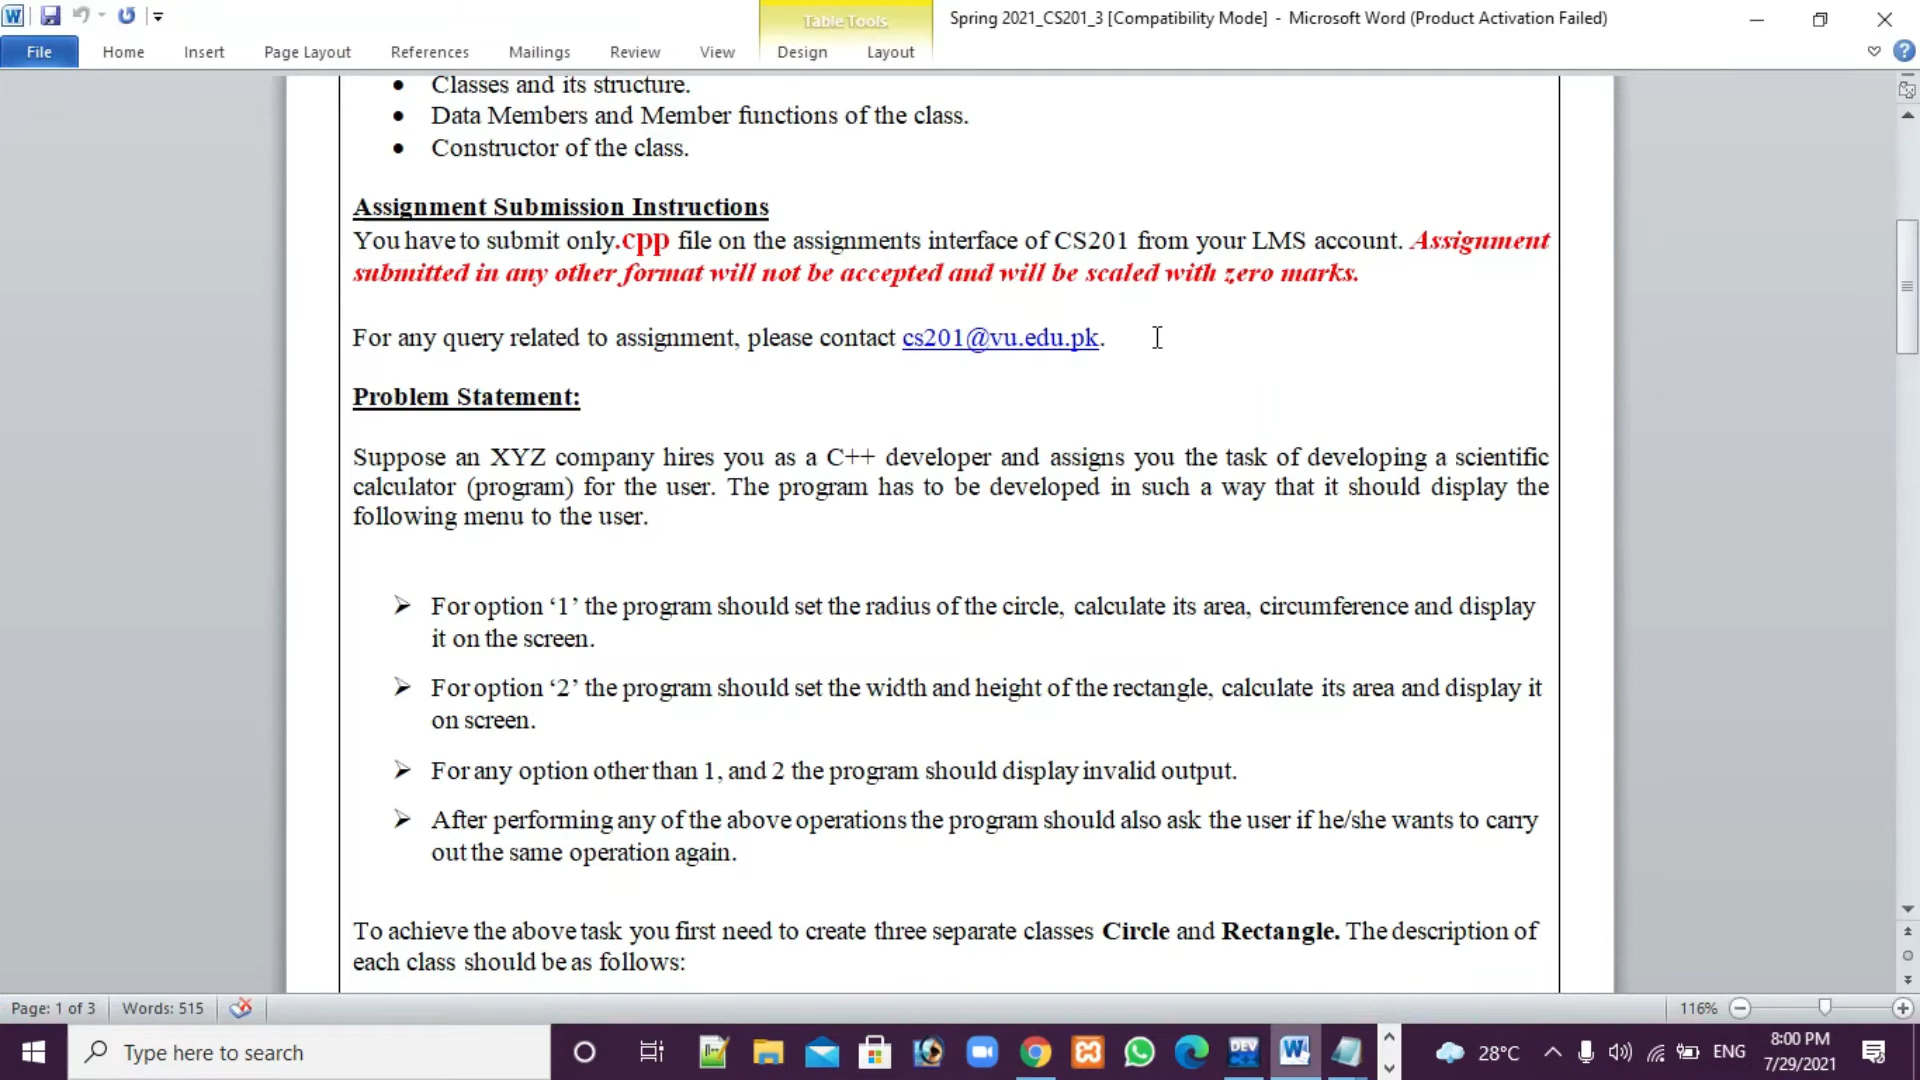 Table Tools
Spring 2021_CS201_3 [Compatibility Mode] - Microsoft Word (Product Activation Failed)
File Home Insert Page Layout References Mailings Review View Design Layout
• Classes and its structure.
• Data Members and Member functions of the class.
• Constructor of the class.
Assignment Submission Instructions
You have to submit only.cpp file on the assignments interface of CS201 from your LMS account. Assignment
submitted in any other format will not be accepted and will be scaled with zero marks.
For any query related to assignment, please contact cs201@vu.edu.pk.
Problem Statement:
Suppose an XYZ company hires you as a C++ developer and assigns you the task of developing a scientific
calculator (program) for the user. The program has to be developed in such a way that it should display the
following menu to the user.
➢ For option ‘1’ the program should set the radius of the circle, calculate its area, circumference and display
it on the screen.
➢ For option ‘2’ the program should set the width and height of the rectangle, calculate its area and display it
on screen.
➢ For any option other than 1, and 2 the program should display invalid output.
➢ After performing any of the above operations the program should also ask the user if he/she wants to carry
out the same operation again.
To achieve the above task you first need to create three separate classes Circle and Rectangle. The description of
each class should be as follows:
Page: 1 of 3 Words: 515 116%
Type here to search DEV 28°C ENG 8:00 PM
7/29/2021